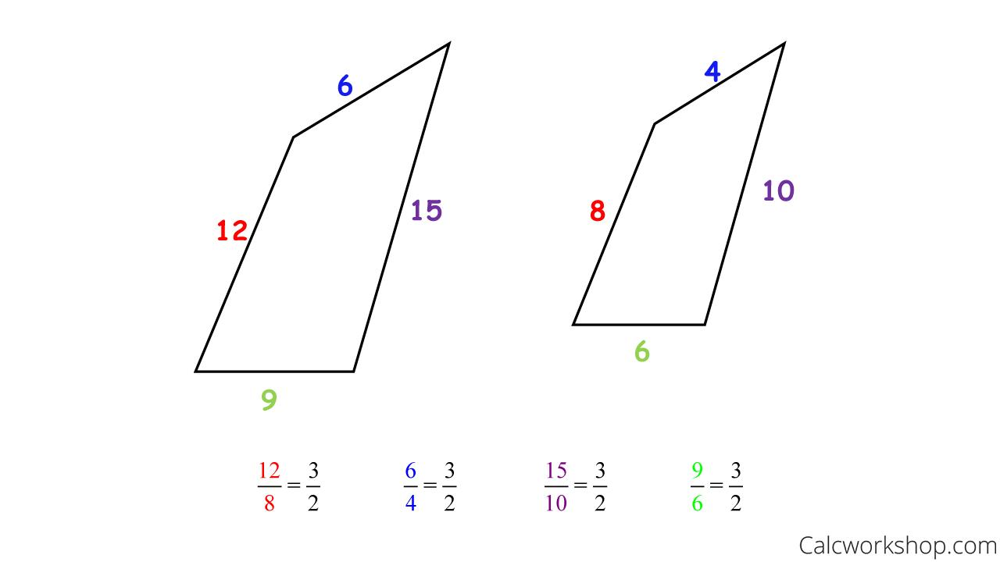 6
4
12
15
8
10
9
6
12/8 = 3/2
6/4 = 3/2
15/10 = 3/2
9/6 = 3/2
Calcworkshop.com